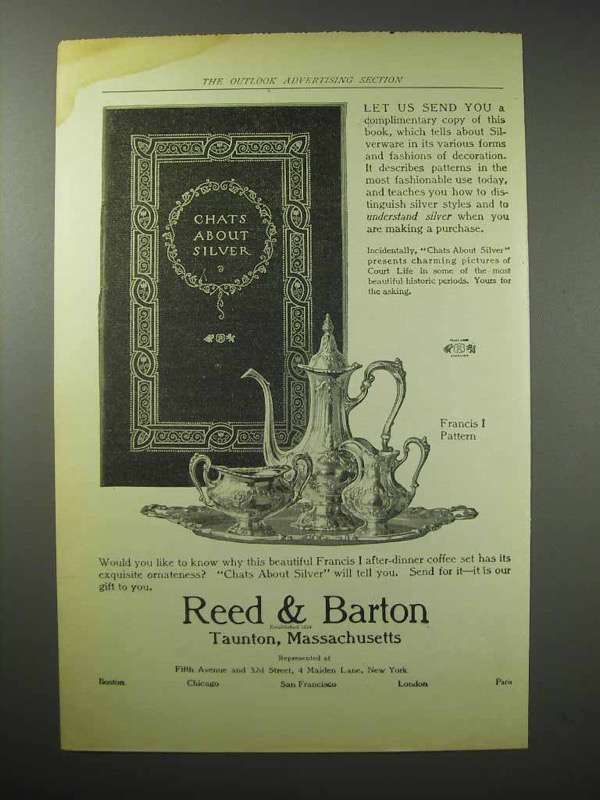 THE OUTLOOK ADVERTISING SECTION
CHATS
ABOUT
SILVER
LET US SEND YOU a
complimentary copy of this
book, which tells about Sil-
verware in its various forms
and fashions of decoration.
It describes patterns in the
most fashionable use today,
and teaches you how to dis-
tinguish silver styles and to
understand silver when you
are making a purchase.
Incidentally, "Chats About Silver"
presents charming pictures of
Court Life in some of the most
beautiful historic periods. Yours for
the asking.
Francis I
Pattern
Would you like to know why this beautiful Francis I after-dinner coffee set has its
exquisite ornateness? "Chats About Silver" will tell you. Send for it—it is our
gift to you.
Reed & Barton
Established 1824
Taunton, Massachusetts
Represented at
Fifth Avenue and 32d Street, 4 Maiden Lane, New York
Boston Chicago San Francisco London Paris